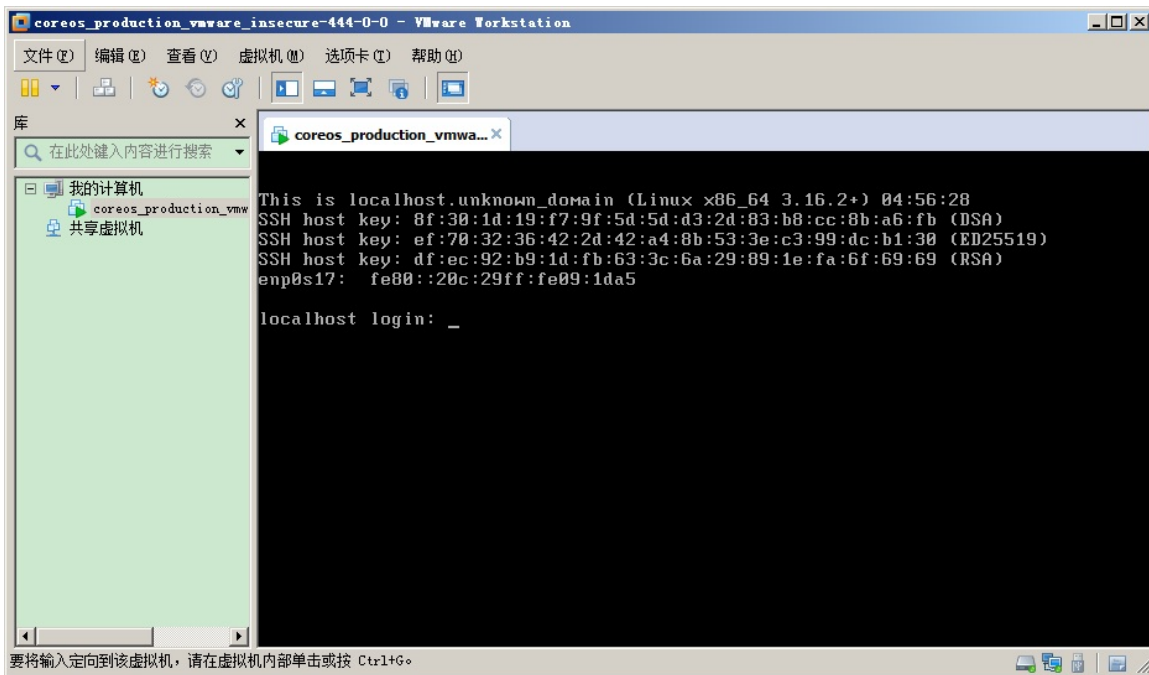 coreos_production_vmware_insecure-444-0-0 - VMware Workstation
文件(F) 编辑(E) 查看(V) 虚拟机(M) 选项卡(T) 帮助(H)
库
coreos_production_vmwa...
在此处键入内容进行搜索
我的计算机
coreos_production_vmw
共享虚拟机
This is localhost.unknown_domain (Linux x86_64 3.16.2+) 04:56:28
SSH host key: 8f:30:1d:19:f7:9f:5d:5d:d3:2d:83:b8:cc:8b:a6:fb (DSA)
SSH host key: ef:70:32:36:42:2d:42:a4:8b:53:3e:c3:99:dc:b1:30 (ED25519)
SSH host key: df:ec:92:b9:1d:fb:63:3c:6a:29:89:1e:fa:6f:69:69 (RSA)
enp0s17: fe80::20c:29ff:fe09:1da5
localhost login: _
要将输入定向到该虚拟机，请在虚拟机内部单击或按 Ctrl+G。